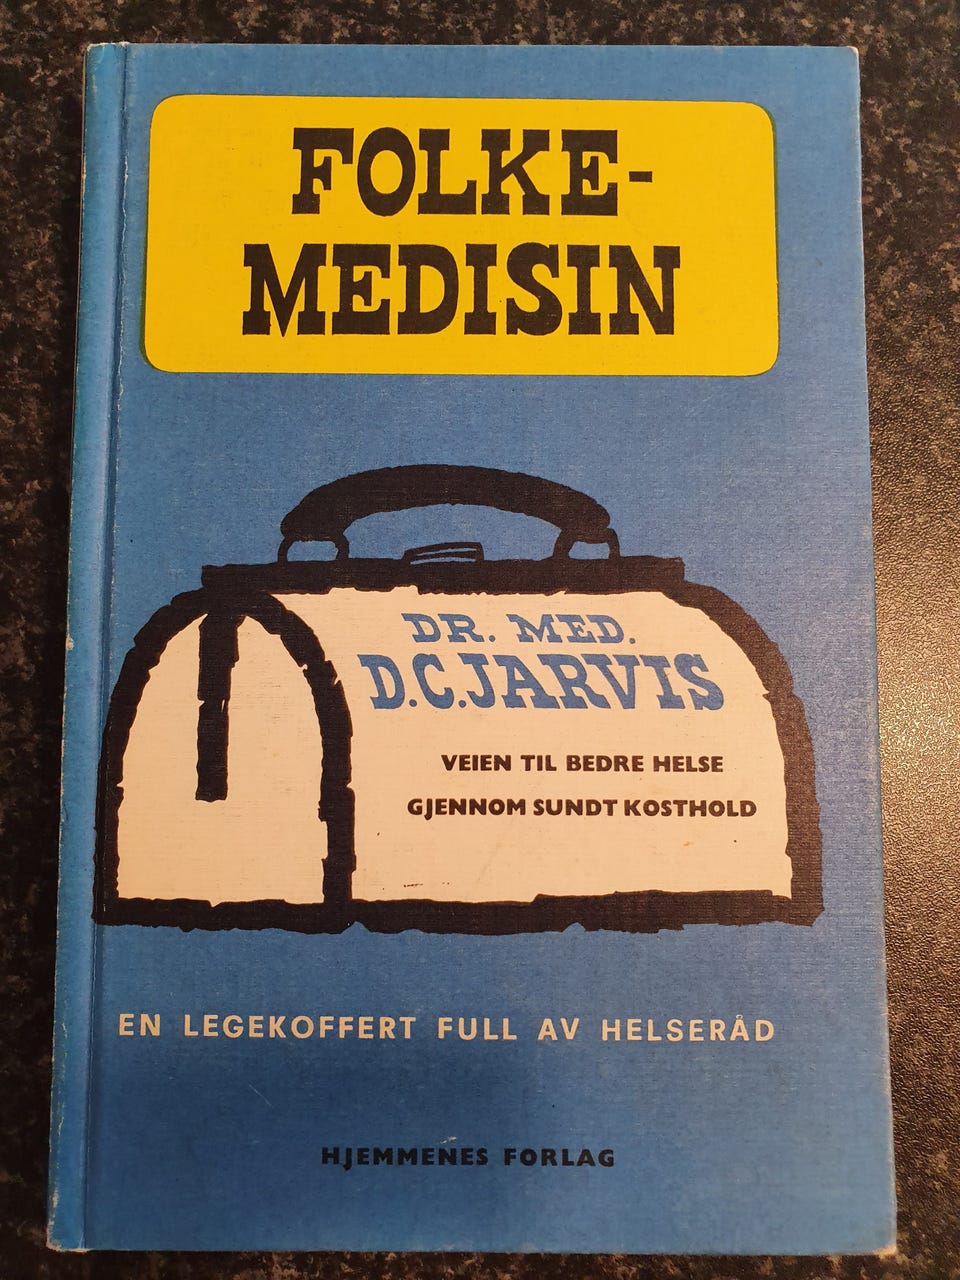 FOLKE-
MEDISIN
DR. MED.
D.C. JARVIS
VEIEN TIL BEDRE HELSE
GJENNOM SUNDT KOSTHOLD
EN LEGEKOFFERT FULL AV HELSERÅD
HJEMMENES FORLAG